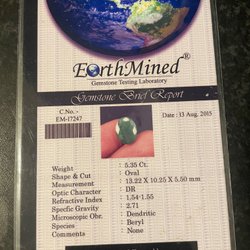 EarthMined®
Gemstone Testing Laboratory
Gemstone Brief Report
C.No.-
EM-17247
Date : 13 Aug. 2015
Weight : 5.35 Ct.
Shape & Cut : Oval
Measurement : 13.22 X 10.25 X 5.50 mm
Optic Character : DR
Refractive Index : 1.54-1.55
Specfic Gravity : 2.71
Microscopic Obs. : Dendritic
Species : Beryl
Comments : None